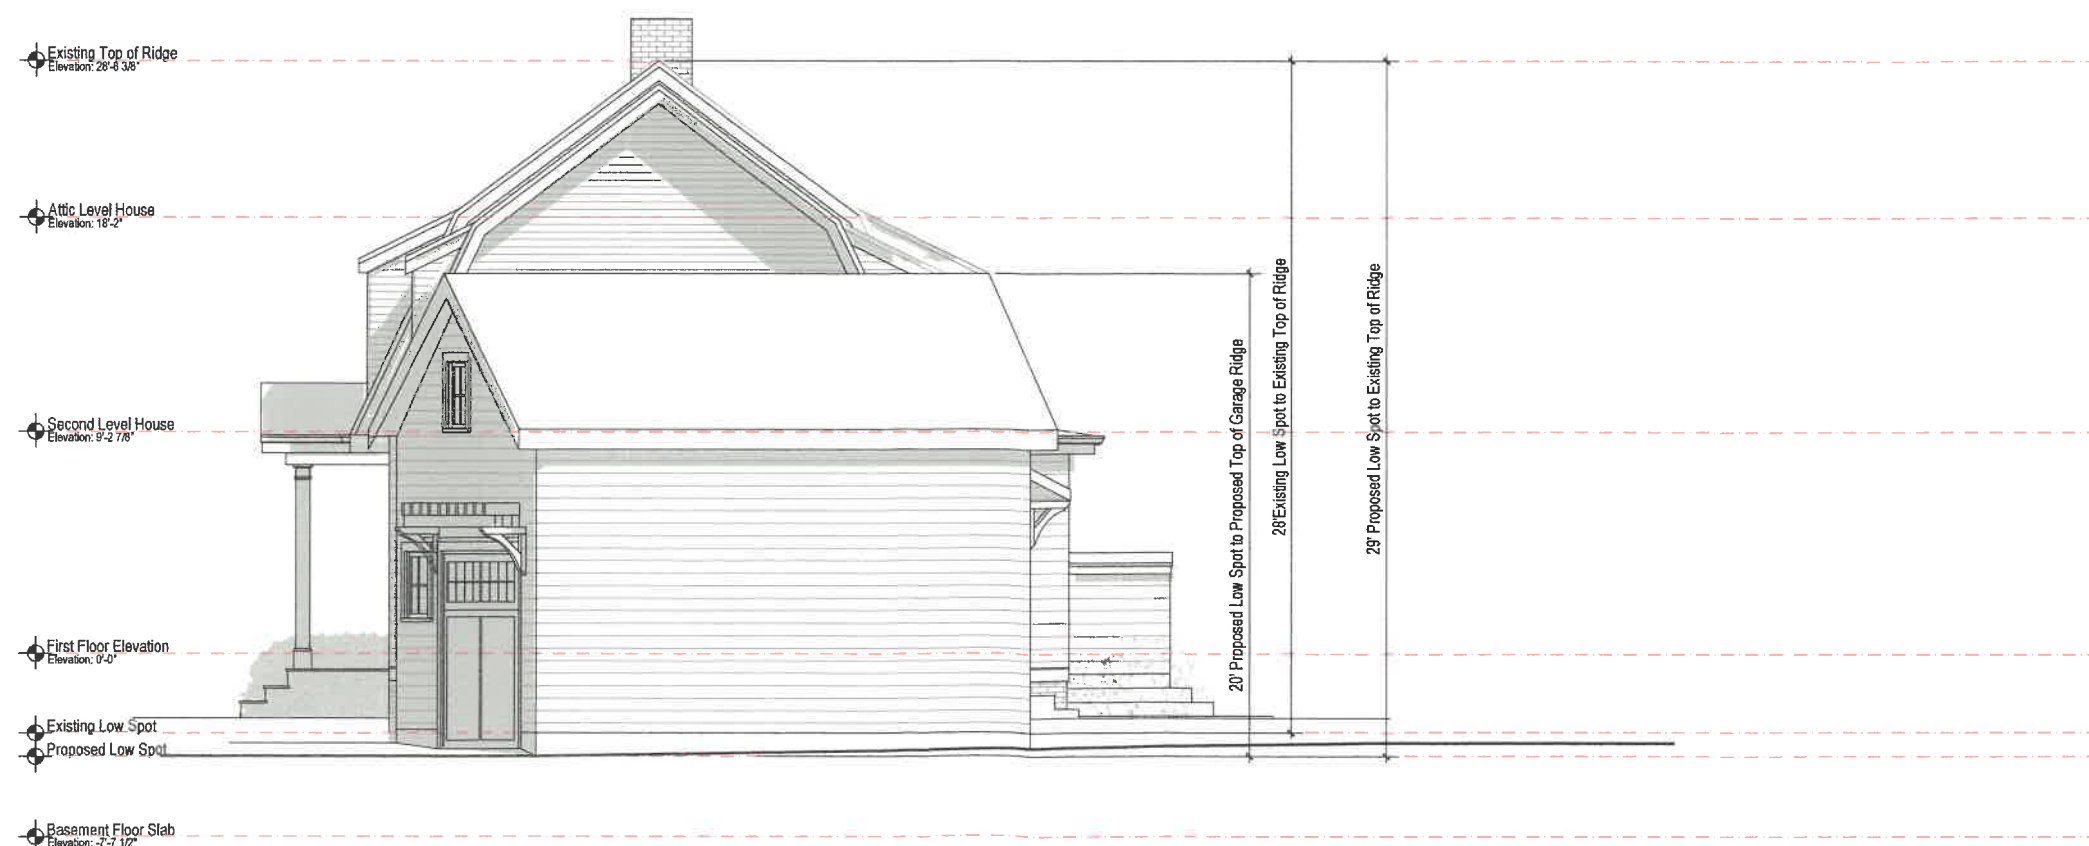 Existing Top of Ridge
Elevation: 28'-6 3/8"
Attic Level House
Elevation: 18'-2"
Second Level House
Elevation: 9'-2 7/8"
First Floor Elevation
Elevation: 0'-0"
Existing Low Spot
Proposed Low Spot
Basement Floor Slab
Elevation: -7'-7 1/2"
20' Proposed Low Spot to Proposed Top of Garage Ridge
28'Existing Low Spot to Existing Top of Ridge
29' Proposed Low Spot to Existing Top of Ridge